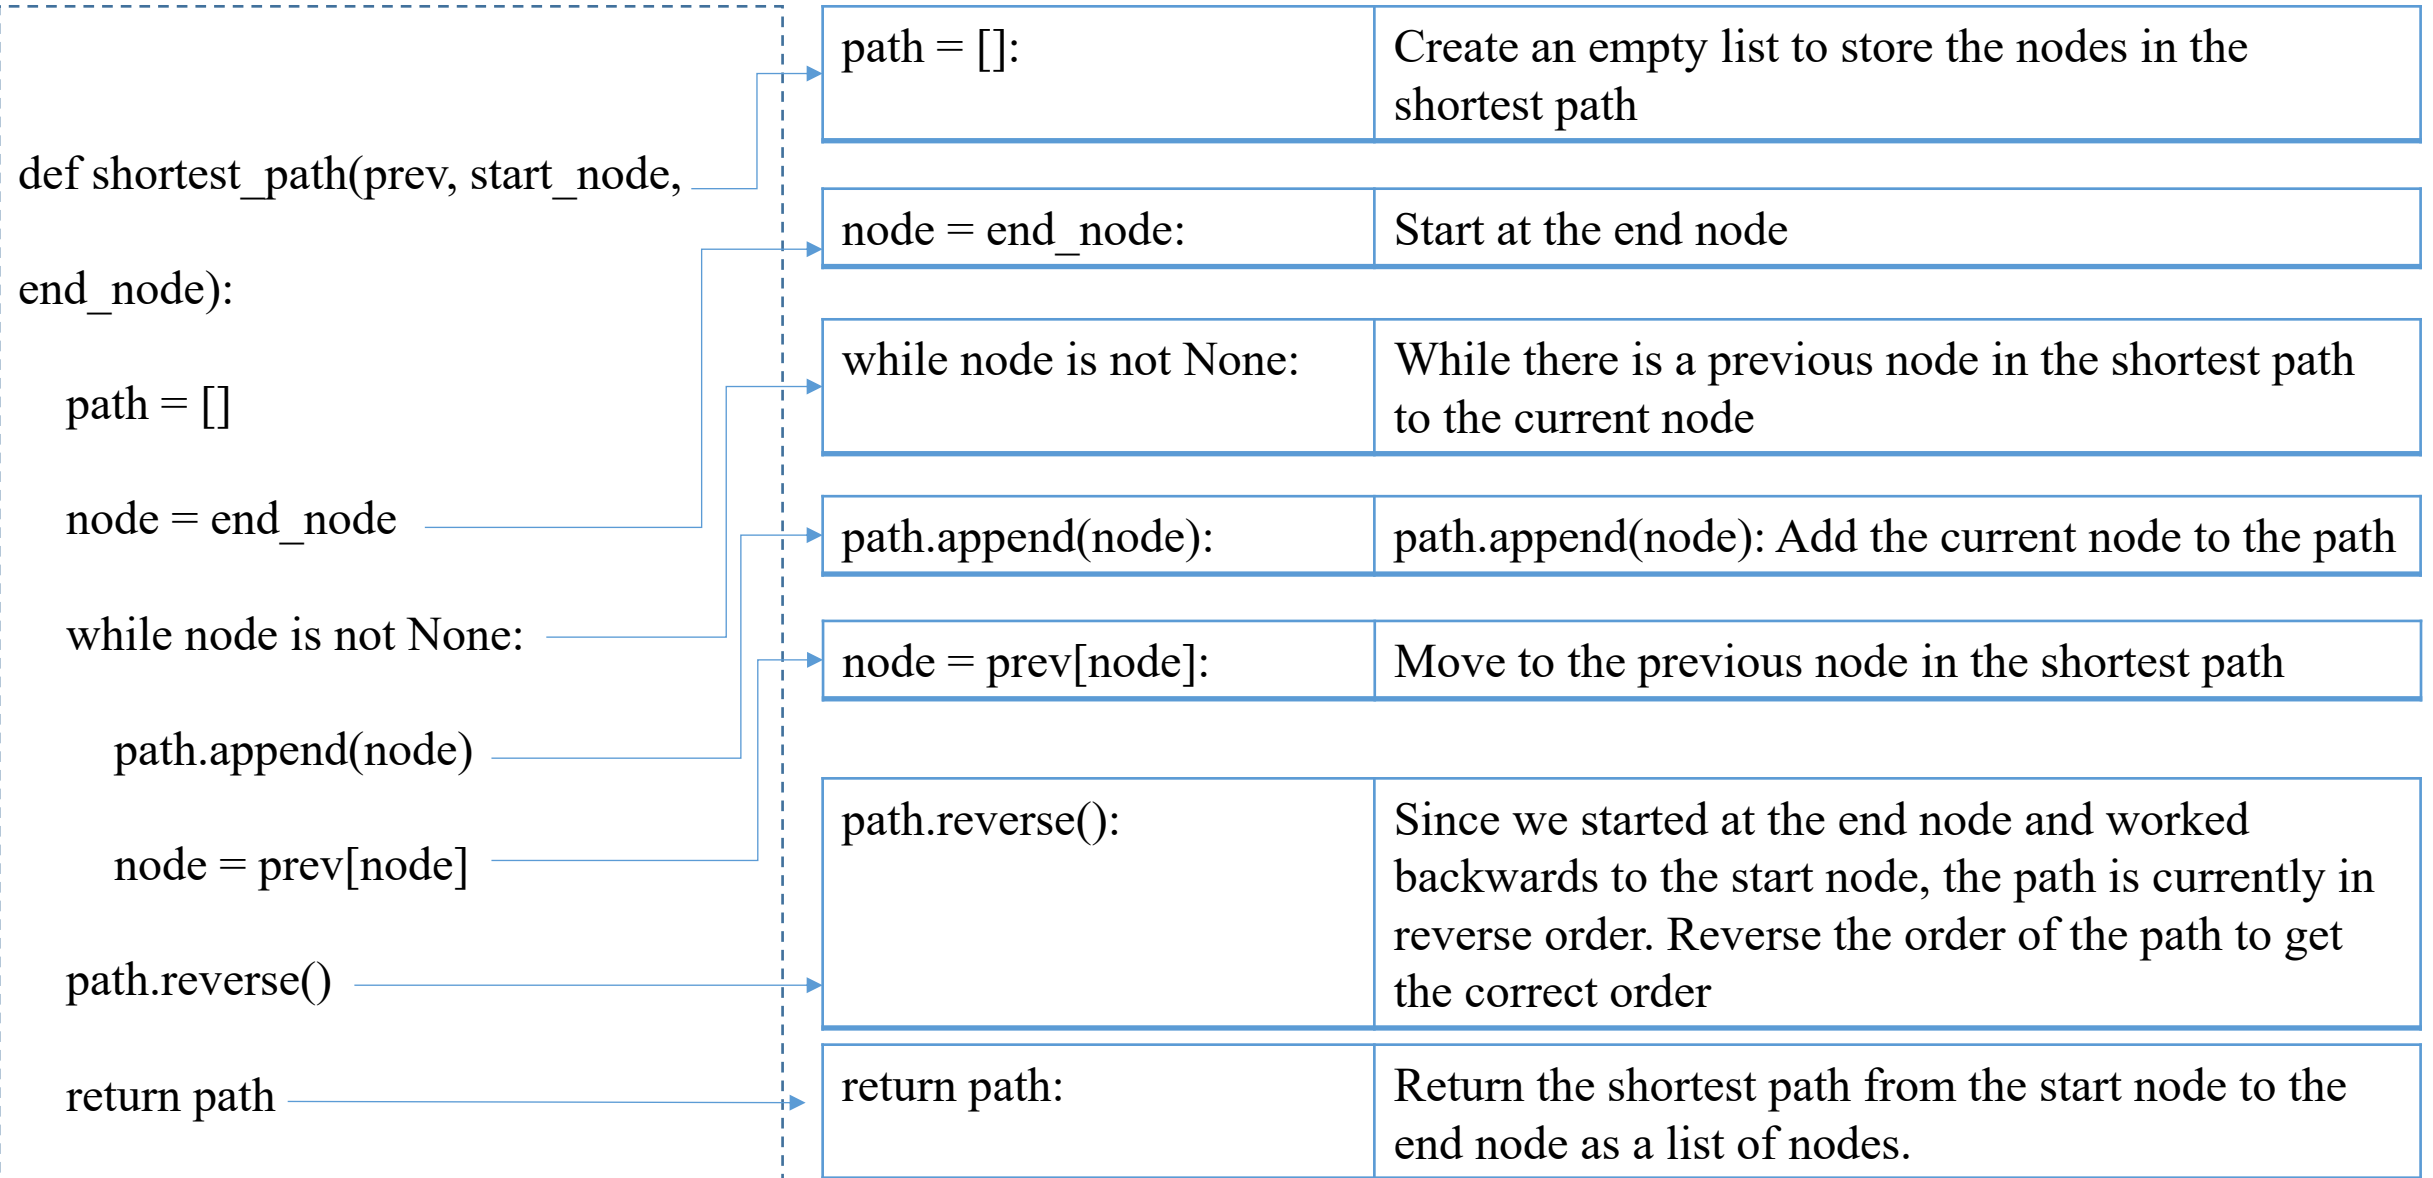 def shortest_path(prev, start_node,
end_node):
path = []
node = end_node
while node is not None:
path.append(node)
node = prev[node]
path.reverse()
return path
path = []:
Create an empty list to store the nodes in the
shortest path
node = end_node:
Start at the end node
while node is not None:
While there is a previous node in the shortest path
to the current node
path.append(node):
path.append(node): Add the current node to the path
node = prev[node]:
Move to the previous node in the shortest path
path.reverse():
Since we started at the end node and worked
backwards to the start node, the path is currently in
reverse order. Reverse the order of the path to get
the correct order
return path:
Return the shortest path from the start node to the
end node as a list of nodes.